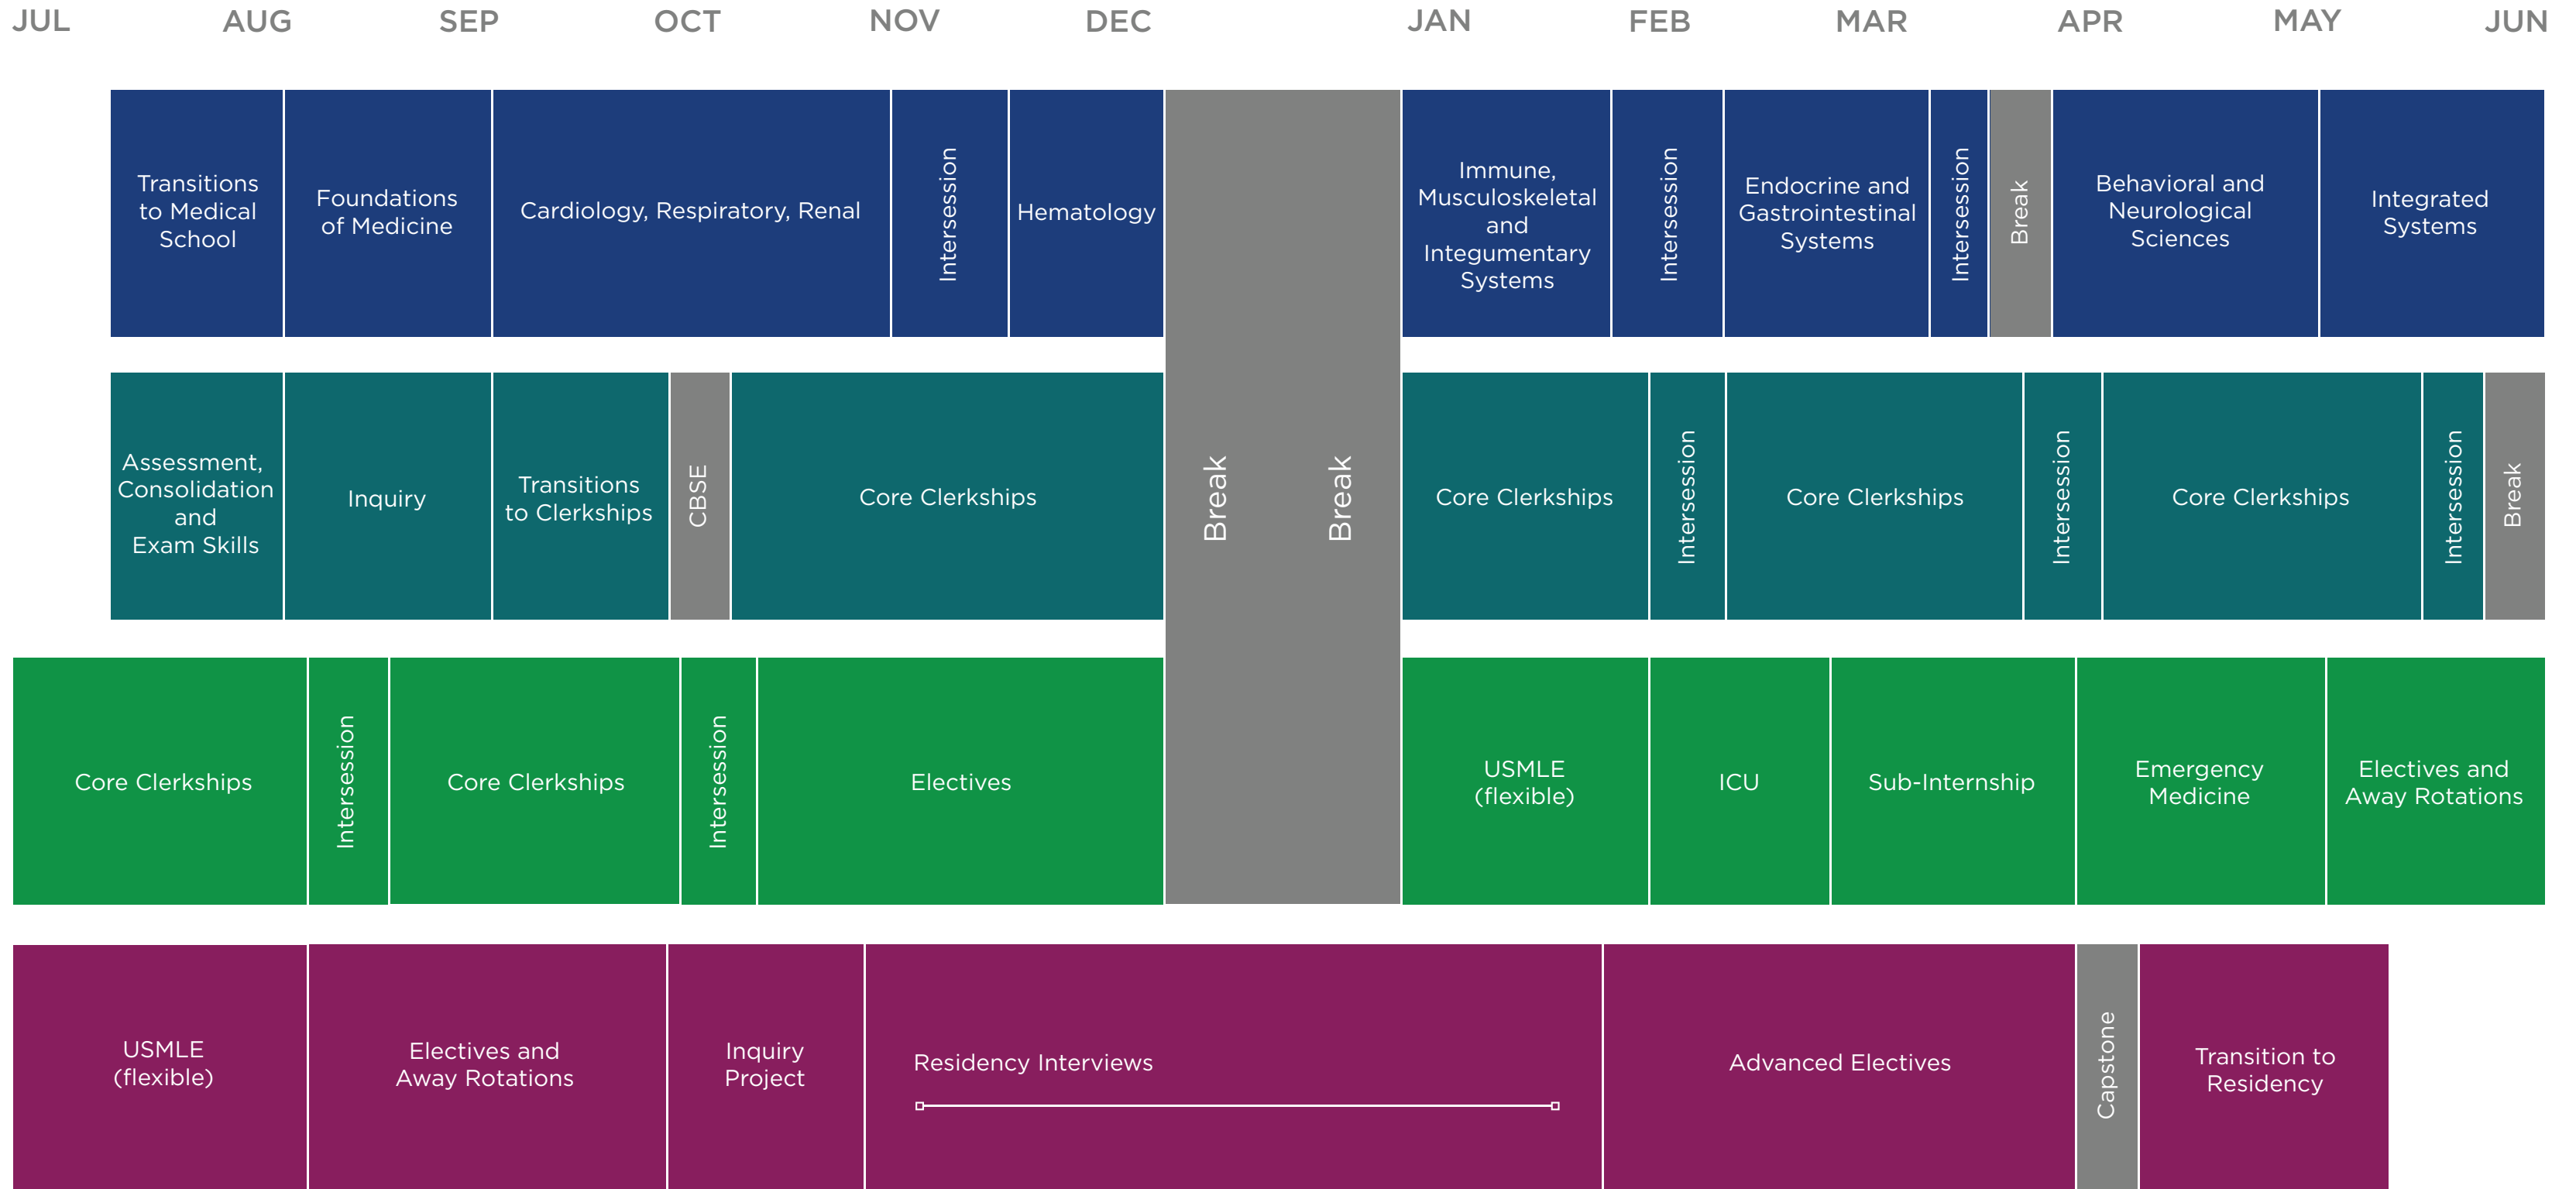 JUL AUG SEP OCT NOV DEC JAN FEB MAR APR MAY JUN
Transitions
to Medical
School
Foundations
of Medicine
Cardiology, Respiratory, Renal
Intersession
Hematology
Immune,
Musculoskeletal
and
Integumentary
Systems
Intersession
Endocrine and
Gastrointestinal
Systems
Intersession
Break
Behavioral and
Neurological
Sciences
Integrated
Systems
Assessment,
Consolidation
and
Exam Skills
Inquiry
Transitions
to Clerkships
CBSE
Core Clerkships
Break
Break
Core Clerkships
Intersession
Core Clerkships
Intersession
Core Clerkships
Intersession
Break
Core Clerkships
Intersession
Core Clerkships
Intersession
Electives
USMLE
(flexible)
ICU
Sub-Internship
Emergency
Medicine
Electives and
Away Rotations
USMLE
(flexible)
Electives and
Away Rotations
Inquiry
Project
Residency Interviews
Advanced Electives
Capstone
Transition to
Residency